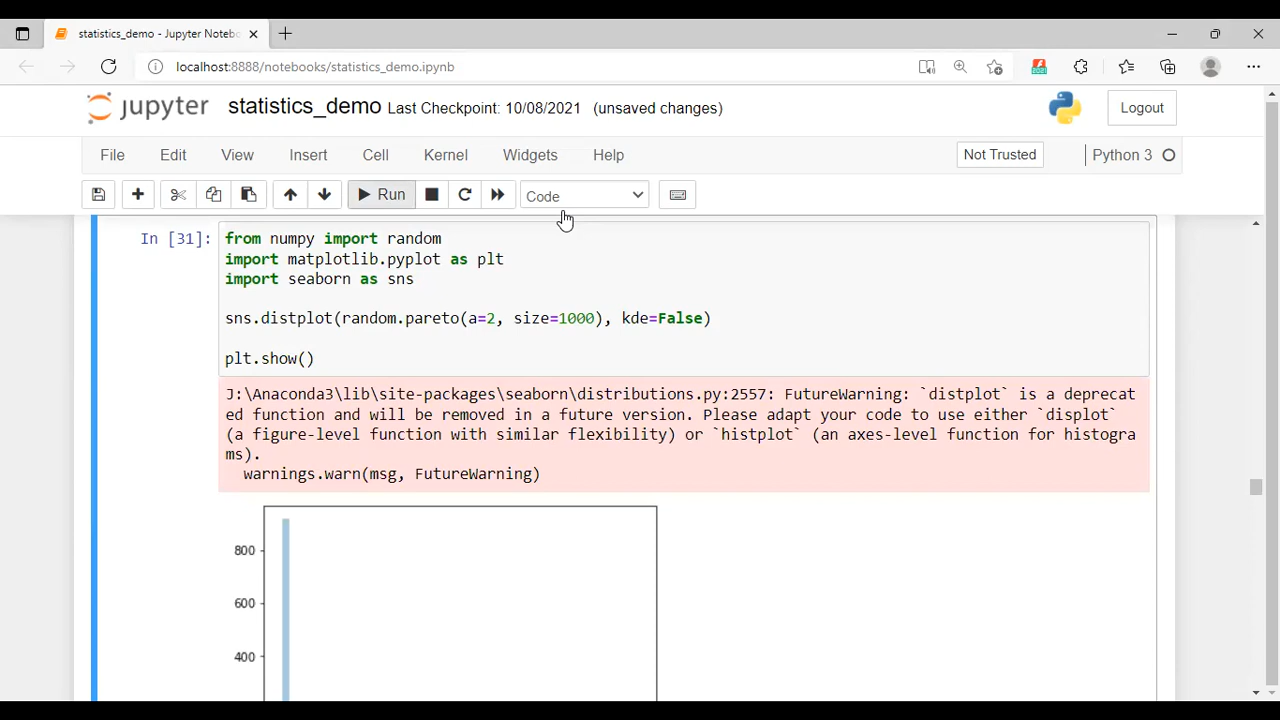 statistics_demo - Jupyter Noteb
localhost:8888/notebooks/statistics_demo.ipynb
jupyter statistics_demo Last Checkpoint: 10/08/2021 (unsaved changes) Logout
File Edit View Insert Cell Kernel Widgets Help Not Trusted Python 3
Run Code
In [31]: from numpy import random
import matplotlib.pyplot as plt
import seaborn as sns
sns.distplot(random.pareto(a=2, size=1000), kde=False)
plt.show()
J:\Anaconda3\lib\site-packages\seaborn\distributions.py:2557: FutureWarning: `distplot` is a deprecat
ed function and will be removed in a future version. Please adapt your code to use either `displot`
(a figure-level function with similar flexibility) or `histplot` (an axes-level function for histogra
ms).
warnings.warn(msg, FutureWarning)
800
600
400